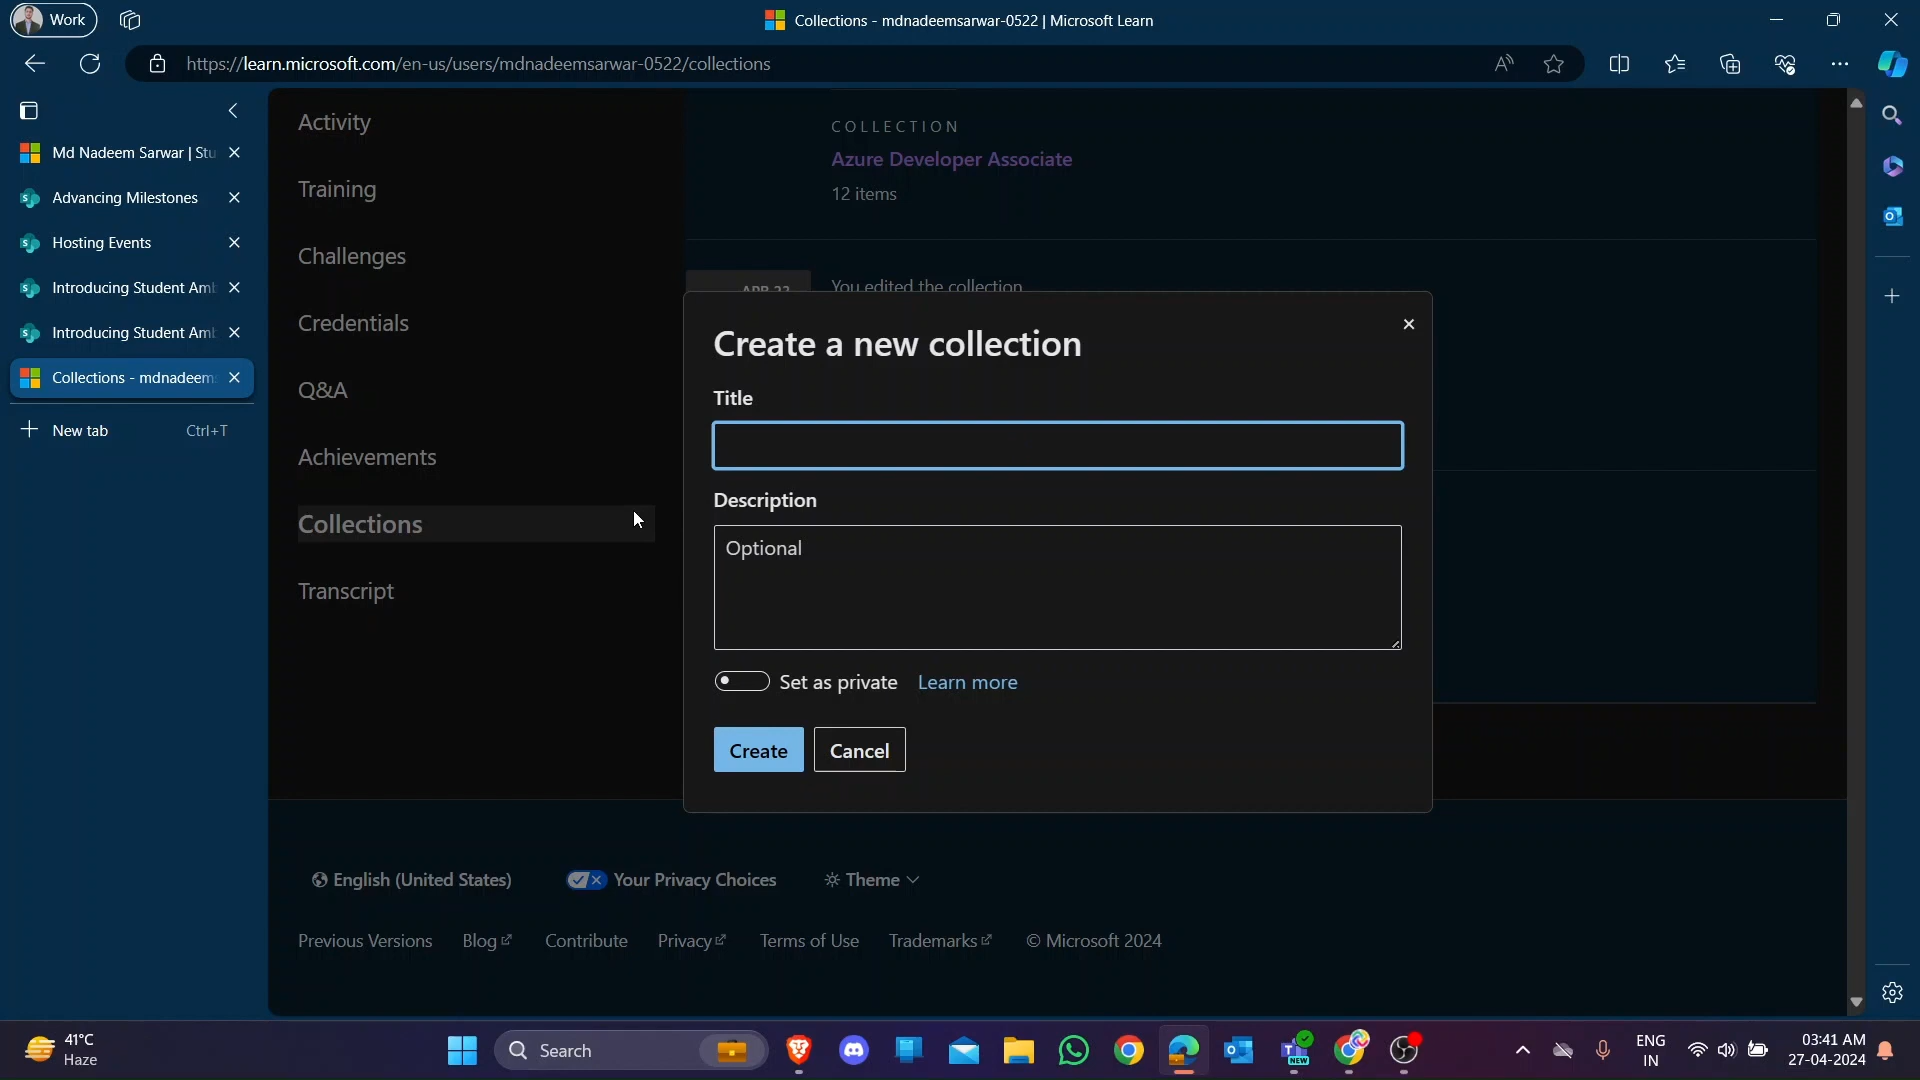 Work
Collections - mdnadeemsarwar-0522 | Microsoft Learn
https://learn.microsoft.com/en-us/users/mdnadeemsarwar-0522/collections
Md Nadeem Sarwar | Stu
Advancing Milestones
Hosting Events
Introducing Student Amb
Introducing Student Amb
Collections - mdnadeems
New tab Ctrl+T
Activity
Training
Challenges
Credentials
Q&A
Achievements
Collections
Transcript
COLLECTION
Azure Developer Associate
12 items
APR 22
You edited the collection
Create a new collection
Title
Description
Optional
Set as private Learn more
Create Cancel
English (United States) Your Privacy Choices Theme
Previous Versions Blog Contribute Privacy Terms of Use Trademarks © Microsoft 2024
41°C
Haze
Search
NEW
ENG
IN
03:41 AM
27-04-2024